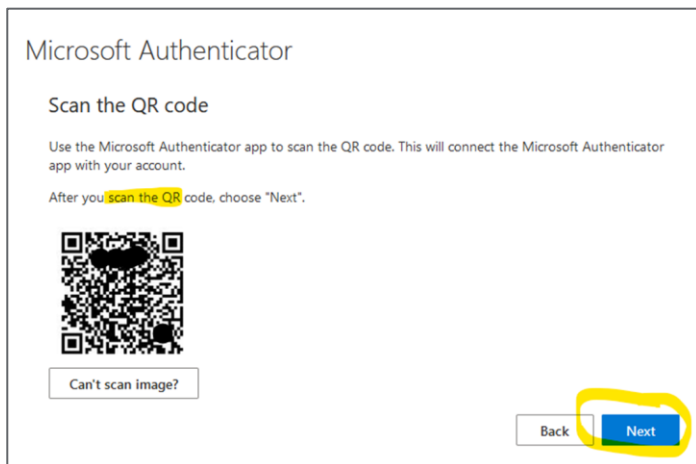 Microsoft Authenticator
Scan the QR code
Use the Microsoft Authenticator app to scan the QR code. This will connect the Microsoft Authenticator
app with your account.
After you scan the QR code, choose "Next".
Can't scan image?
Back
Next